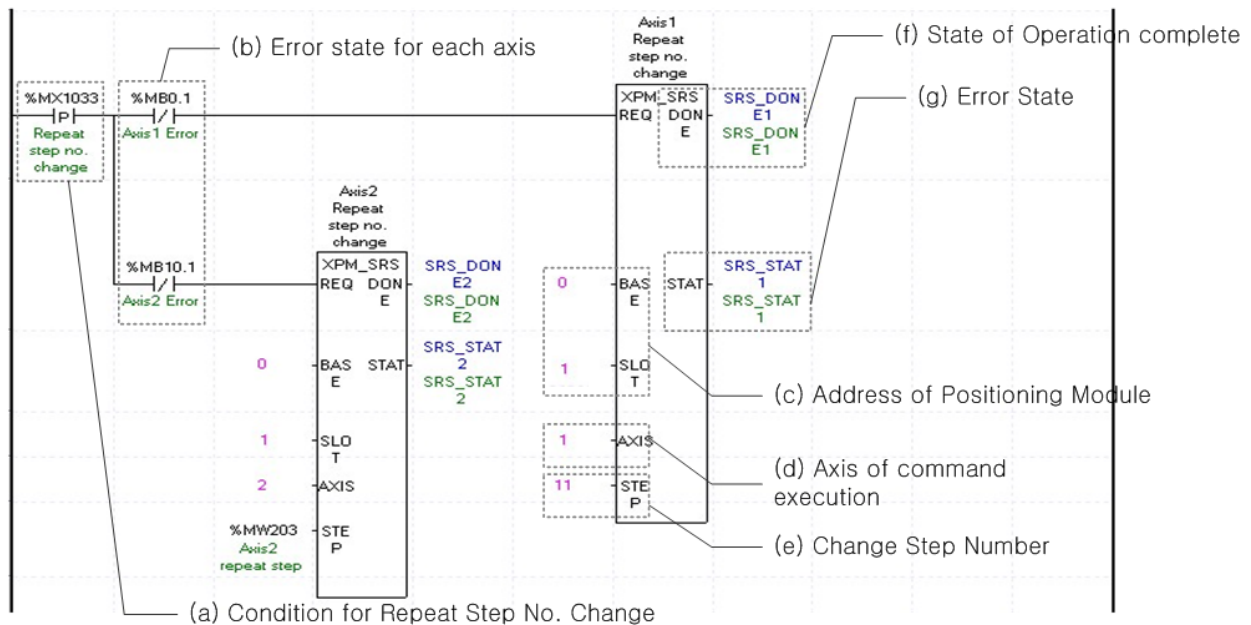 (b) Error state for each axis
Axis1
Repeat
step no.
change
(f) State of Operation complete
(g) Error State
%MX1033
P
Repeat
step no.
change
%MB0.1
Axis1 Error
XPM_SRS
REQ DON
E
SRS_DON
E1
SRS_DON
E1
Axis2
Repeat
step no.
change
%MB10.1
Axis2 Error
XPM_SRS
REQ DON
E
SRS_DON
E2
SRS_DON
E2
0
BAS
E
STAT
SRS_STAT
1
SRS_STAT
1
0
BAS
E
STAT
SRS_STAT
2
SRS_STAT
2
1
SLO
T
(c) Address of Positioning Module
1
SLO
T
1
AXIS
(d) Axis of command
execution
2
AXIS
11
STE
P
%MW203
Axis2
repeat step
STE
P
(e) Change Step Number
(a) Condition for Repeat Step No. Change